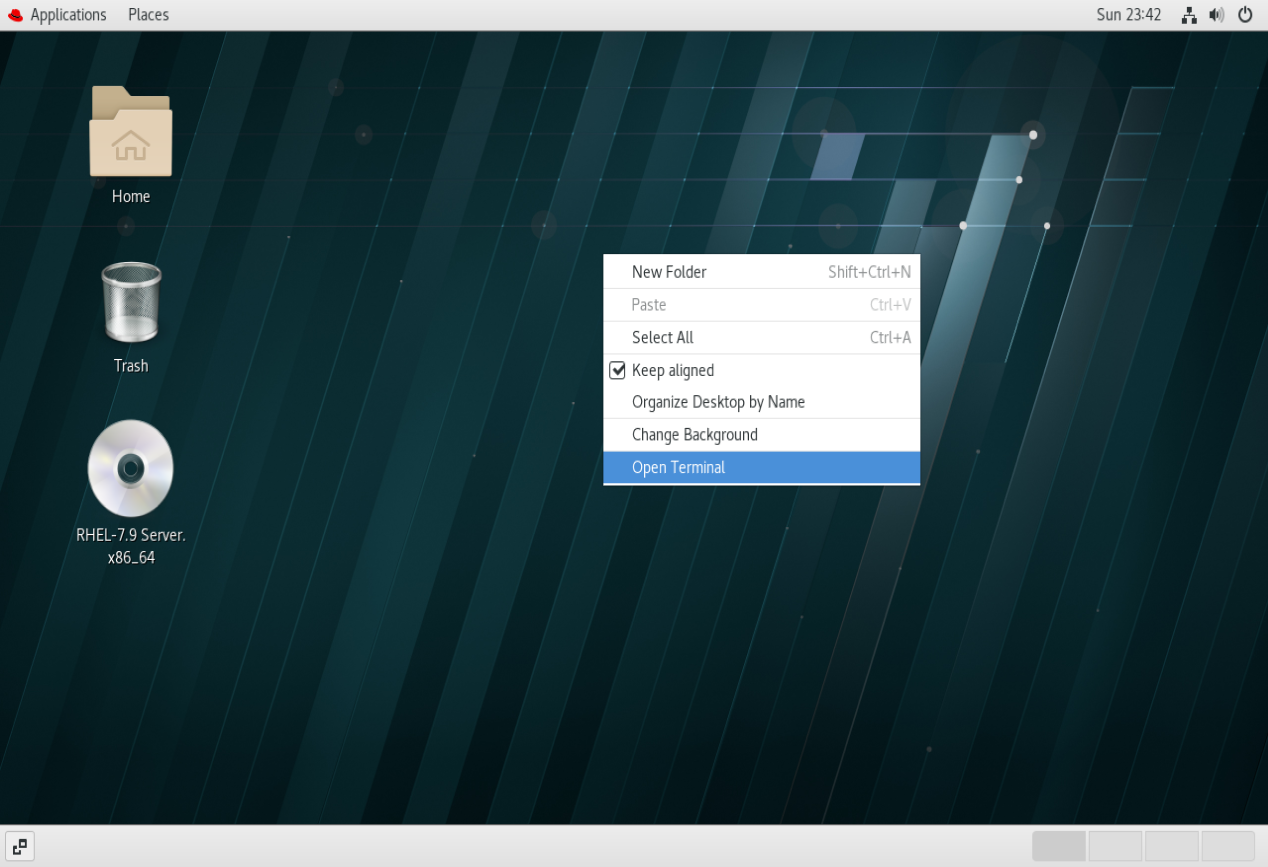 Applications Places Sun 23:42
Home
Trash
RHEL-7.9 Server.
x86_64
New Folder Shift+Ctrl+N
Paste Ctrl+V
Select All Ctrl+A
Keep aligned
Organize Desktop by Name
Change Background
Open Terminal